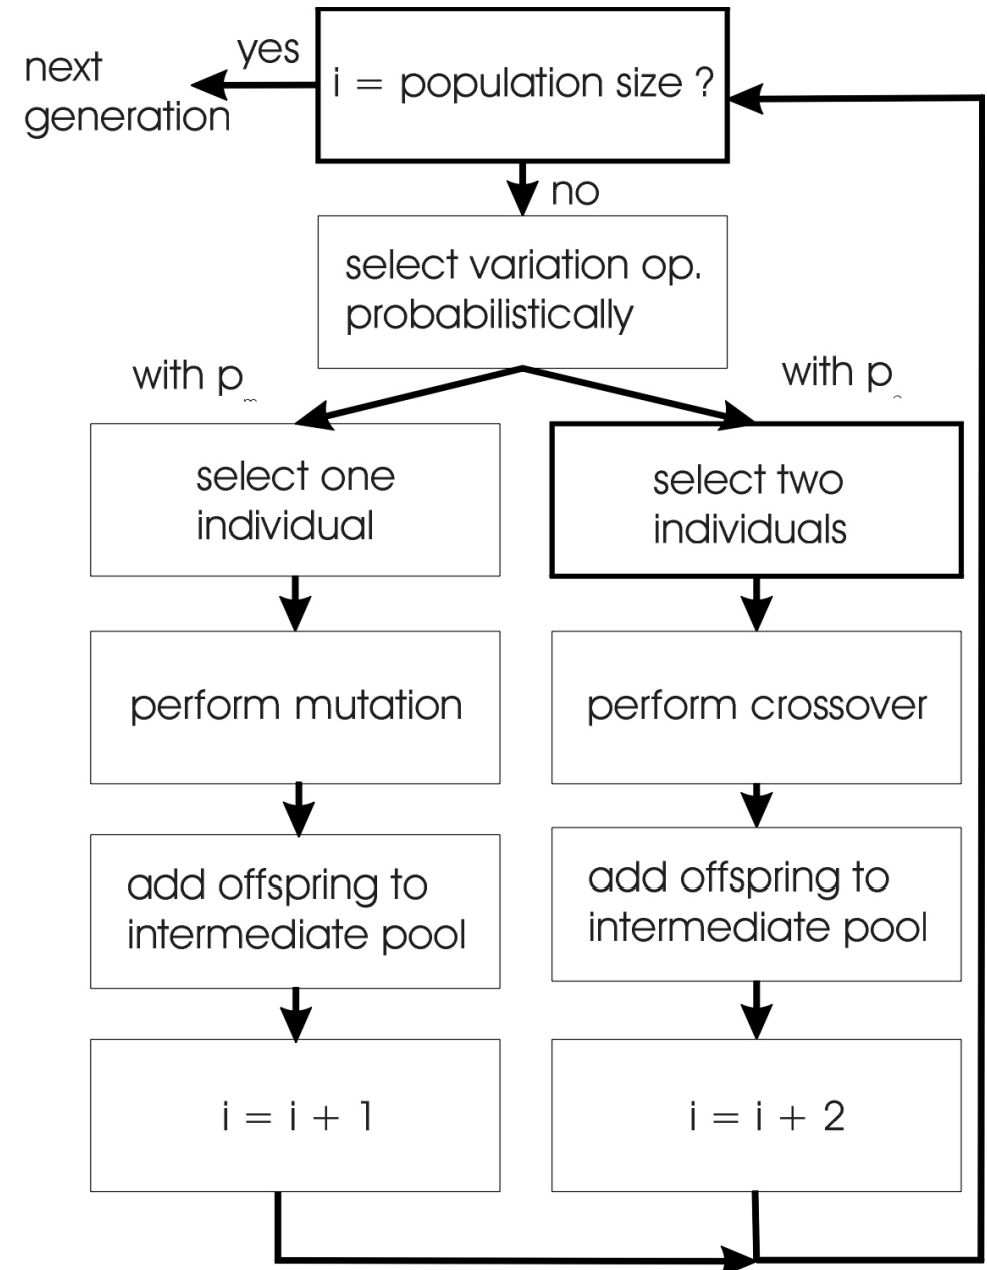 next
generation
yes
i = population size ?
no
select variation op.
probabilistically
with p
with p
select one
individual
select two
individuals
perform mutation
perform crossover
add offspring to
intermediate pool
add offspring to
intermediate pool
i = i + 1
i = i + 2